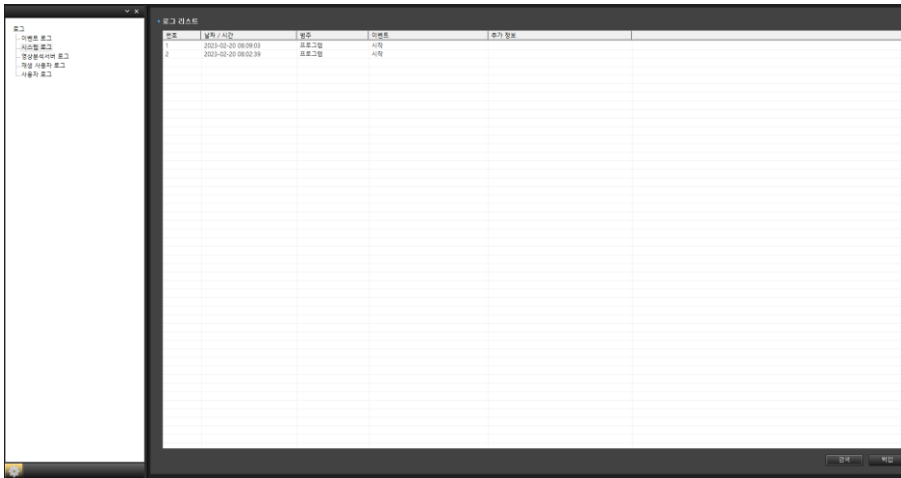 로그
이벤트 로그
시스템 로그
영상분석서버 로그
재생 사용자 로그
사용자 로그
로그 리스트
번호 날짜 / 시간 범주 이벤트 추가 정보
1 2023-02-20 08:09:03 프로그램 시작
2 2023-02-20 08:02:39 프로그램 시작
검색 백업